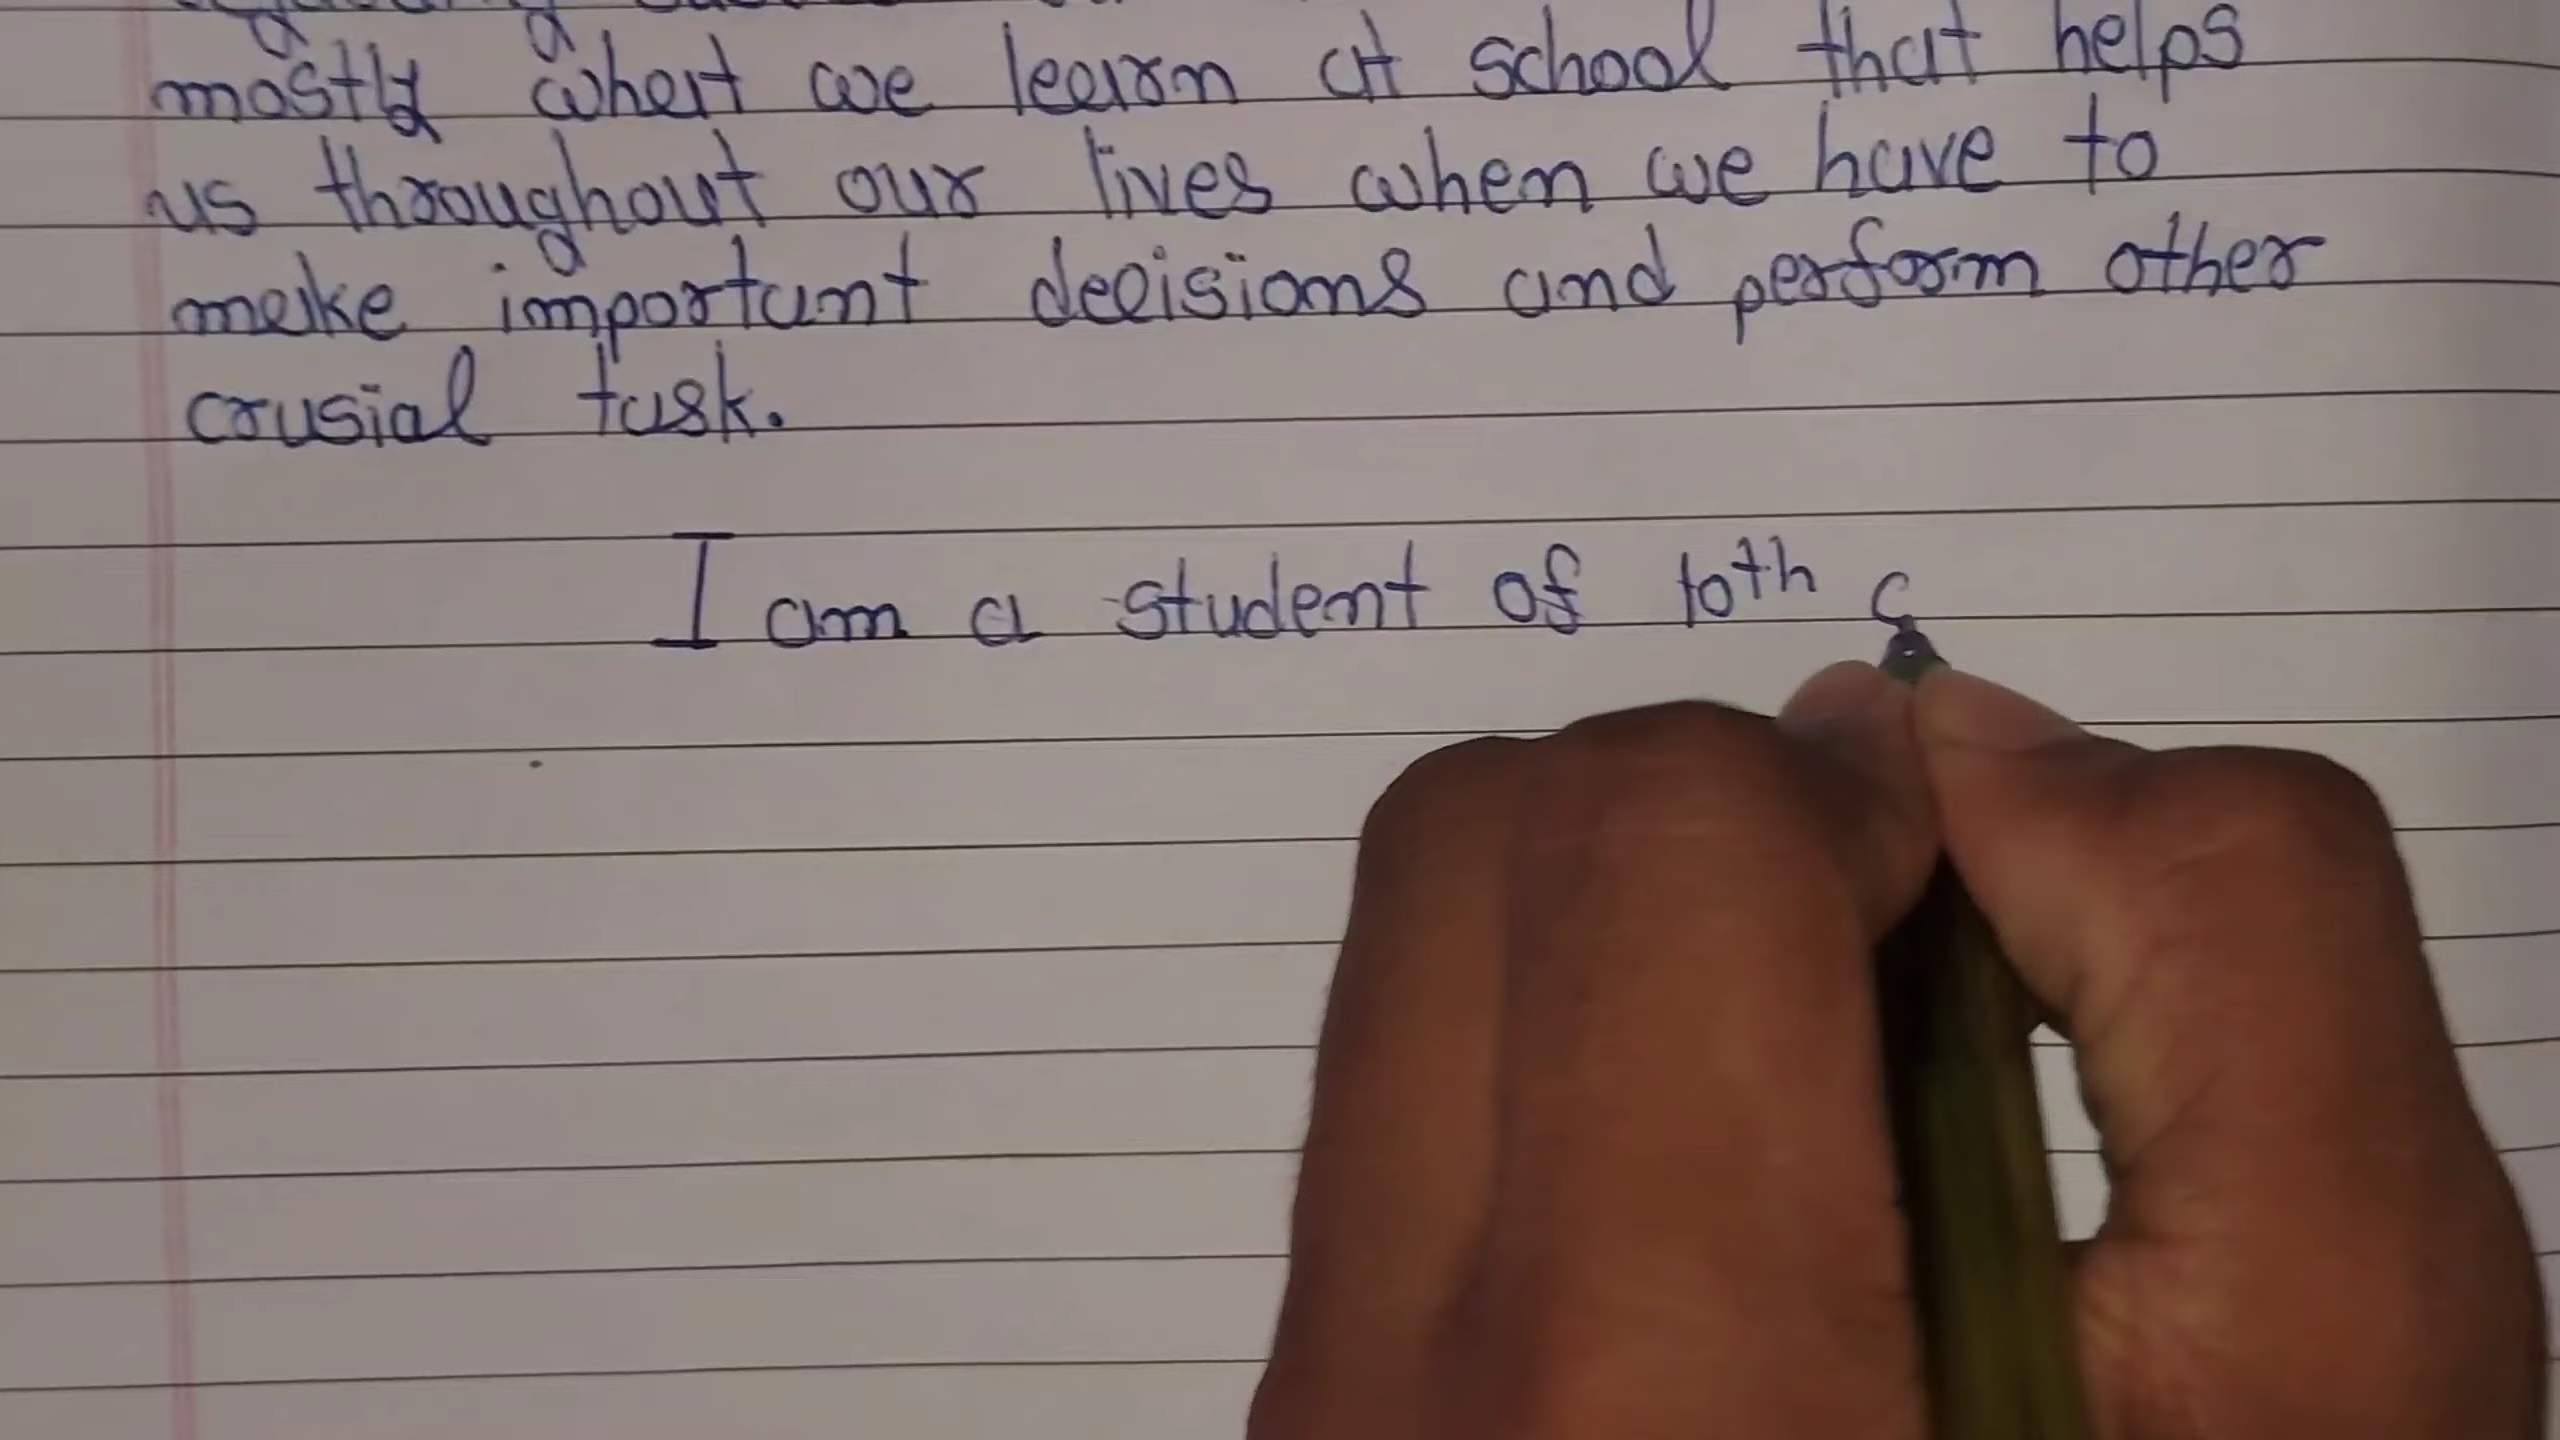 mostly what we learn at school that helps
us throughout our lives when we have to
make important decisions and perform other
crusial task.
I am a student of 10th c